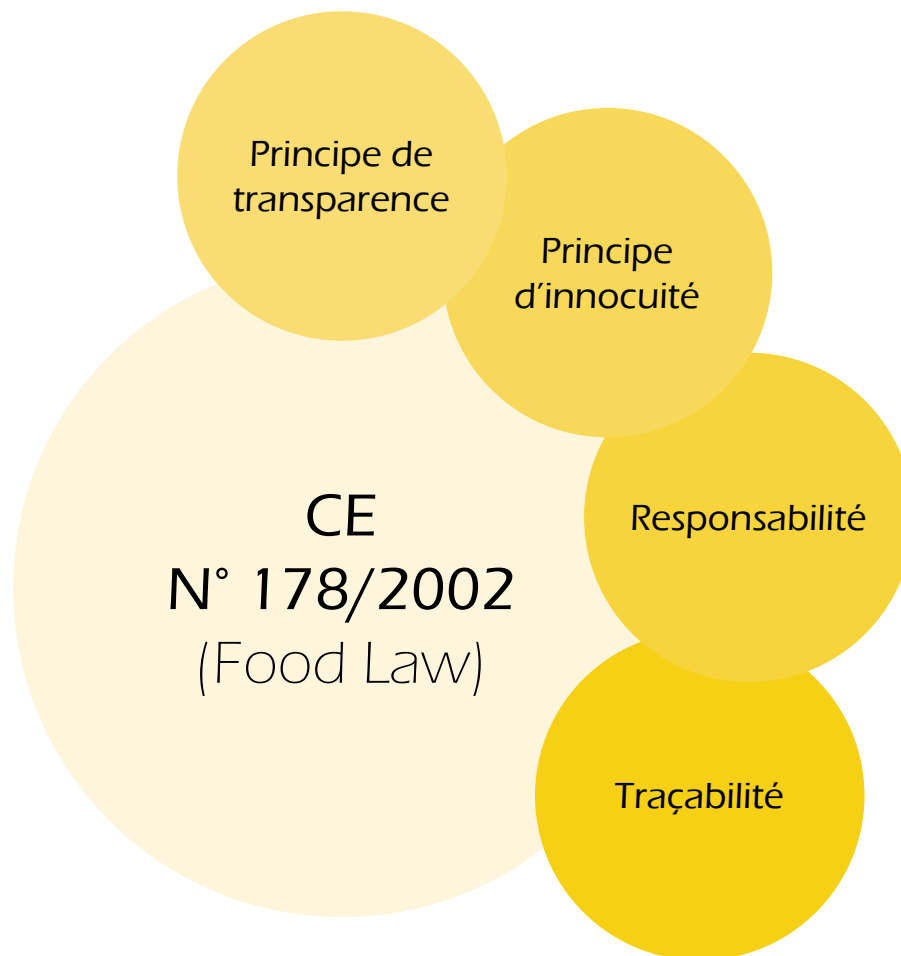 Principe de
transparence
Principe
d'innocuité
CE
N° 178/2002
(Food Law)
Responsabilité
Traçabilité